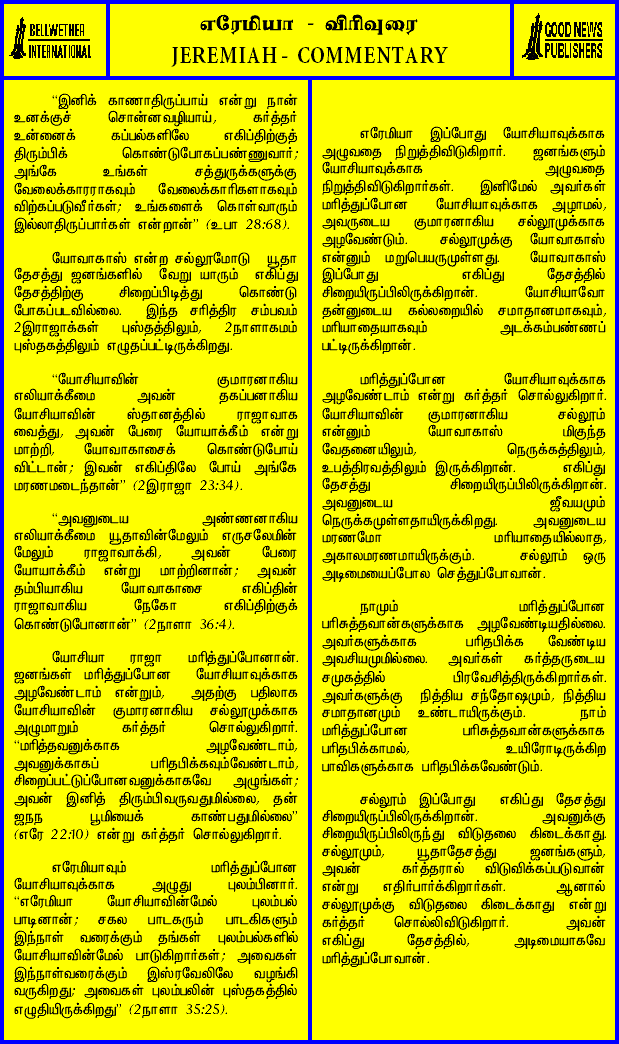 BELLWETHER
INTERNATIONAL
எரேமியா - விரிவுரை
JEREMIAH - COMMENTARY
GOOD NEWS
PUBLISHERS
“இனிக் காணாதிருப்பாய் என்று நான்
உனக்குச் சொன்னவழியாய், கர்த்தர்
உன்னைக் கப்பல்களிலே எகிப்திற்குத்
திரும்பிக் கொண்டுபோகப்பண்ணுவார்;
அங்கே உங்கள் சத்துருக்களுக்கு
வேலைக்காரராகவும் வேலைக்காரிகளாகவும்
விற்கப்படுவீர்கள்; உங்களைக் கொள்வாரும்
இல்லாதிருப்பார்கள் என்றான்” (உபா 28:68).
யோவாகாஸ் என்ற சல்லூமோடு யூதா
தேசத்து ஜனங்களில் வேறு யாரும் எகிப்து
தேசத்திற்கு சிறைப்பிடித்து கொண்டு
போகப்படவில்லை. இந்த சரித்திர சம்பவம்
2இராஜாக்கள் புஸ்தகத்திலும், 2நாளாகமம்
புஸ்தகத்திலும் எழுதப்பட்டிருக்கிறது.
“யோசியாவின் குமாரனாகிய
எலியாக்கீமை அவன் தகப்பனாகிய
யோசியாவின் ஸ்தானத்தில் ராஜாவாக
வைத்து, அவன் பேரை யோயாக்கீம் என்று
மாற்றி, யோவாகாசைக் கொண்டுபோய்
விட்டான்; இவன் எகிப்திலே போய் அங்கே
மரணமடைந்தான்” (2இராஜா 23:34).
“அவனுடைய அண்ணனாகிய
எலியாக்கீமை யூதாவின்மேலும் எருசலேமின்
மேலும் ராஜாவாக்கி, அவன் பேரை
யோயாக்கீம் என்று மாற்றினான்; அவன்
தம்பியாகிய யோவாகாசை எகிப்தின்
ராஜாவாகிய நேகோ எகிப்திற்குக்
கொண்டுபோனான்” (2நாளா 36:4).
யோசியா ராஜா மரித்துப்போனான்.
ஜனங்கள் மரித்துப்போன யோசியாவுக்காக
அழவேண்டாம் என்றும், அதற்கு பதிலாக
யோசியாவின் குமாரனாகிய சல்லூமுக்காக
அழுமாறும் கர்த்தர் சொல்லுகிறார்.
“மரித்தவனுக்காக அழவேண்டாம்,
அவனுக்காகப் பரிதபிக்கவும்வேண்டாம்,
சிறைப்பட்டுப்போனவனுக்காகவே அழுங்கள்;
அவன் இனித் திரும்பிவருவதுமில்லை, தன்
ஜநந பூமியைக் காண்பதுமில்லை”
(எரே 22:10) என்று கர்த்தர் சொல்லுகிறார்.
எரேமியாவும் மரித்துப்போன
யோசியாவுக்காக அழுது புலம்பினார்.
“எரேமியா யோசியாவின்மேல் புலம்பல்
பாடினான்; சகல பாடகரும் பாடகிகளும்
இந்நாள் வரைக்கும் தங்கள் புலம்பல்களில்
யோசியாவின்மேல் பாடுகிறார்கள்; அவைகள்
இந்நாள்வரைக்கும் இஸ்ரவேலிலே வழங்கி
வருகிறது; அவைகள் புலம்பலின் புஸ்தகத்தில்
எழுதியிருக்கிறது” (2நாளா 35:25).
எரேமியா இப்போது யோசியாவுக்காக
அழுவதை நிறுத்திவிடுகிறார். ஜனங்களும்
யோசியாவுக்காக அழுவதை
நிறுத்திவிடுகிறார்கள். இனிமேல் அவர்கள்
மரித்துப்போன யோசியாவுக்காக அழாமல்,
அவருடைய குமாரனாகிய சல்லூமுக்காக
அழவேண்டும். சல்லூமுக்கு யோவாகாஸ்
என்னும் மறுபெயருமுள்ளது. யோவாகாஸ்
இப்போது எகிப்து தேசத்தில்
சிறையிருப்பிலிருக்கிறான். யோசியாவோ
தன்னுடைய கல்லறையில் சமாதானமாகவும்,
மரியாதையாகவும் அடக்கம்பண்ணப்
பட்டிருக்கிறான்.
மரித்துப்போன யோசியாவுக்காக
அழவேண்டாம் என்று கர்த்தர் சொல்லுகிறார்.
யோசியாவின் குமாரனாகிய சல்லூம்
என்னும் யோவாகாஸ் மிகுந்த
வேதனையிலும், நெருக்கத்திலும்,
உபத்திரவத்திலும் இருக்கிறான். எகிப்து
தேசத்து சிறையிருப்பிலிருக்கிறான்.
அவனுடைய ஜீவயமும்
நெருக்கமுள்ளதாயிருக்கிறது. அவனுடைய
மரணமோ மரியாதையில்லாத,
அகாலமரணமாயிருக்கும். சல்லூம் ஒரு
அடிமையைப்போல செத்துப்போவான்.
நாமும் மரித்துப்போன
பரிசுத்தவான்களுக்காக அழவேண்டியதில்லை.
அவர்களுக்காக பரிதபிக்க வேண்டிய
அவசியமுமில்லை. அவர்கள் கர்த்தருடைய
சமுகத்தில் பிரவேசித்திருக்கிறார்கள்.
அவர்களுக்கு நித்திய சந்தோஷமும், நித்திய
சமாதானமும் உண்டாயிருக்கும். நாம்
மரித்துப்போன பரிசுத்தவான்களுக்காக
பரிதபிக்காமல், உயிரோடிருக்கிற
பாவிகளுக்காக பரிதபிக்கவேண்டும்.
சல்லூம் இப்போது எகிப்து தேசத்து
சிறையிருப்பிலிருக்கிறான். அவனுக்கு
சிறையிருப்பிலிருந்து விடுதலை கிடைக்காது.
சல்லூமும், யூதாதேசத்து ஜனங்களும்,
அவன் கர்த்தரால் விடுவிக்கப்படுவான்
என்று எதிர்பார்க்கிறார்கள். ஆனால்
சல்லூமுக்கு விடுதலை கிடைக்காது என்று
கர்த்தர் சொல்லிவிடுகிறார். அவன்
எகிப்து தேசத்தில், அடிமையாகவே
மரித்துப்போவான்.